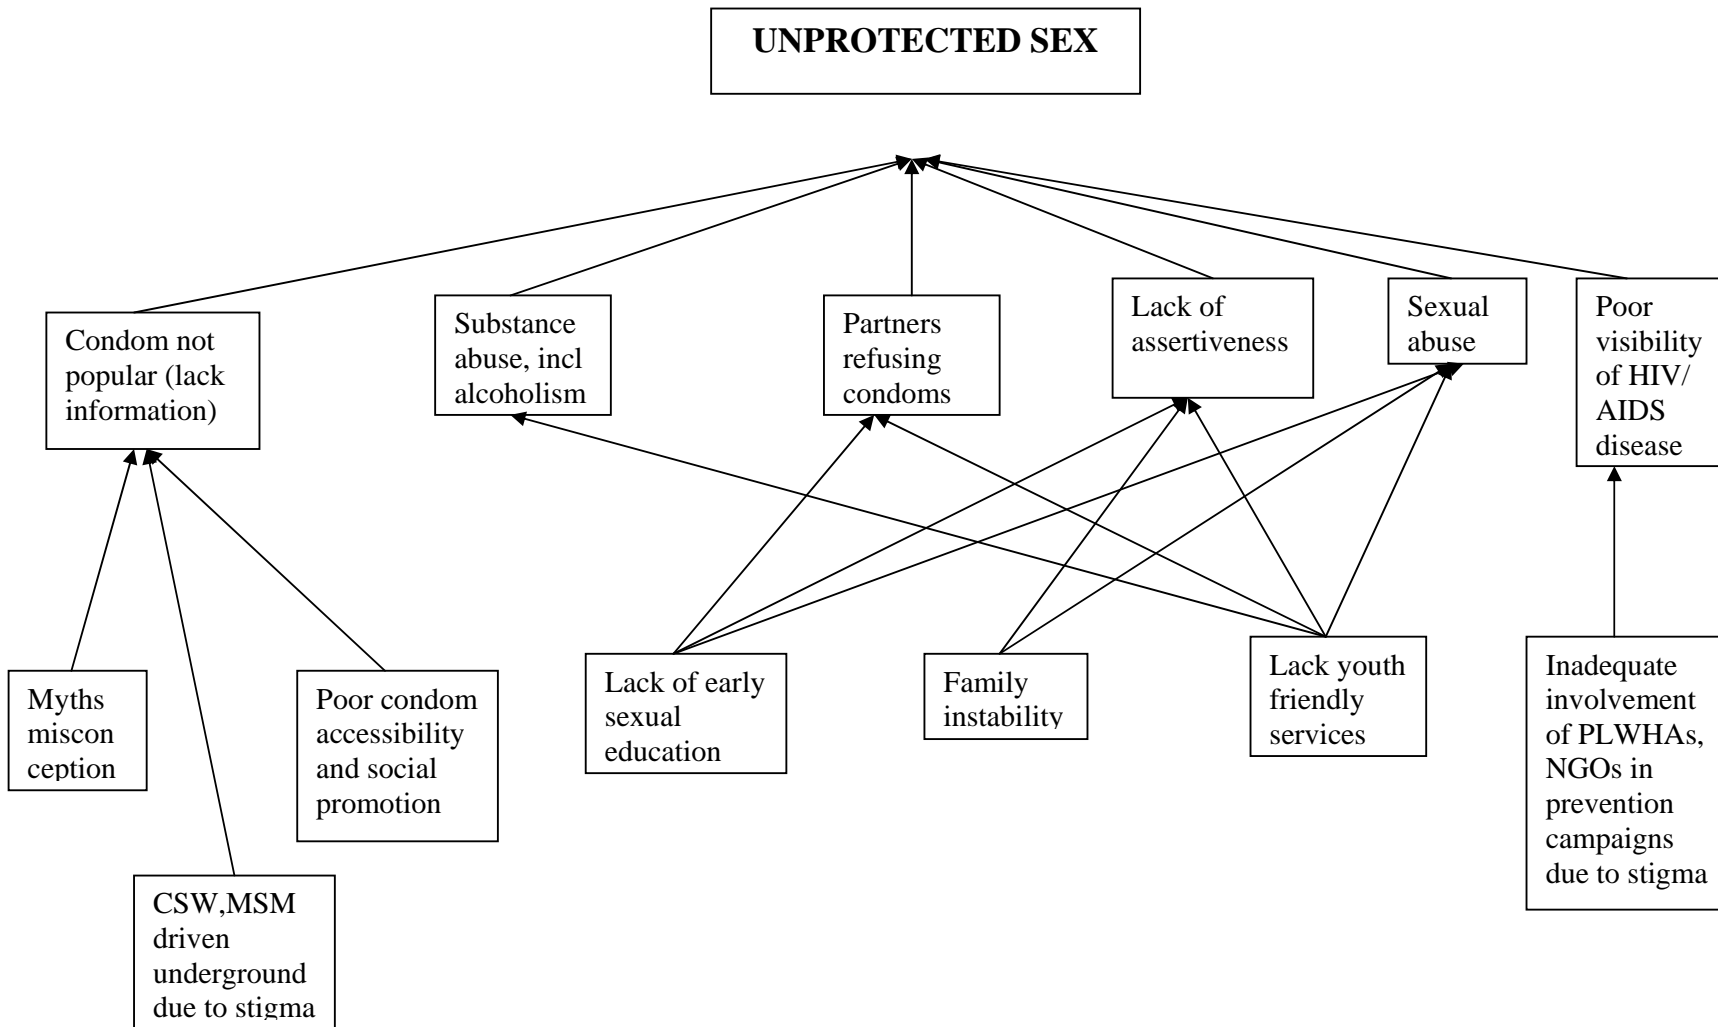 UNPROTECTED SEX
Condom not
popular (lack
information)
Substance
abuse, incl
alcoholism
Partners
refusing
condoms
Lack of
assertiveness
Sexual
abuse
Poor
visibility
of HIV/
AIDS
disease
Myths
miscon
ception
Poor condom
accessibility
and social
promotion
CSW,MSM
driven
underground
due to stigma
Lack of early
sexual
education
Family
instability
Lack youth
friendly
services
Inadequate
involvement
of PLWHAs,
NGOs in
prevention
campaigns
due to stigma